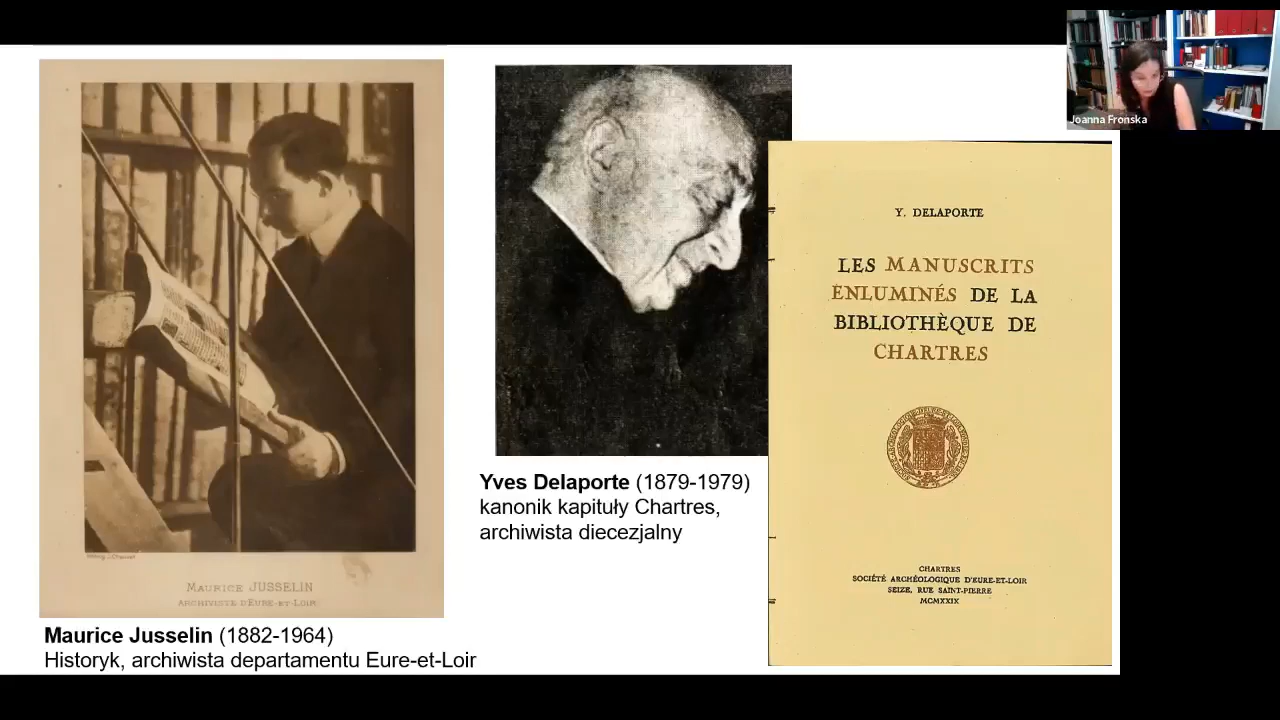 Joanna Fronska
MAURICE JUSSELIN
ARCHIVISTE D'EURE-ET-LOIR
Maurice Jusselin (1882-1964)
Historyk, archiwista departamentu Eure-et-Loir
Yves Delaporte (1879-1979)
kanonik kapituły Chartres,
archiwista diecezjalny
Y. DELAPORTE
LES MANUSCRITS
ENLUMINÉS DE LA
BIBLIOTHÈQUE DE
CHARTRES
CHARTRES
SOCIÉTÉ ARCHÉOLOGIQUE D'EURE-ET-LOIR
SEIZE, RUE SAINT-PIERRE
MCMXXIX